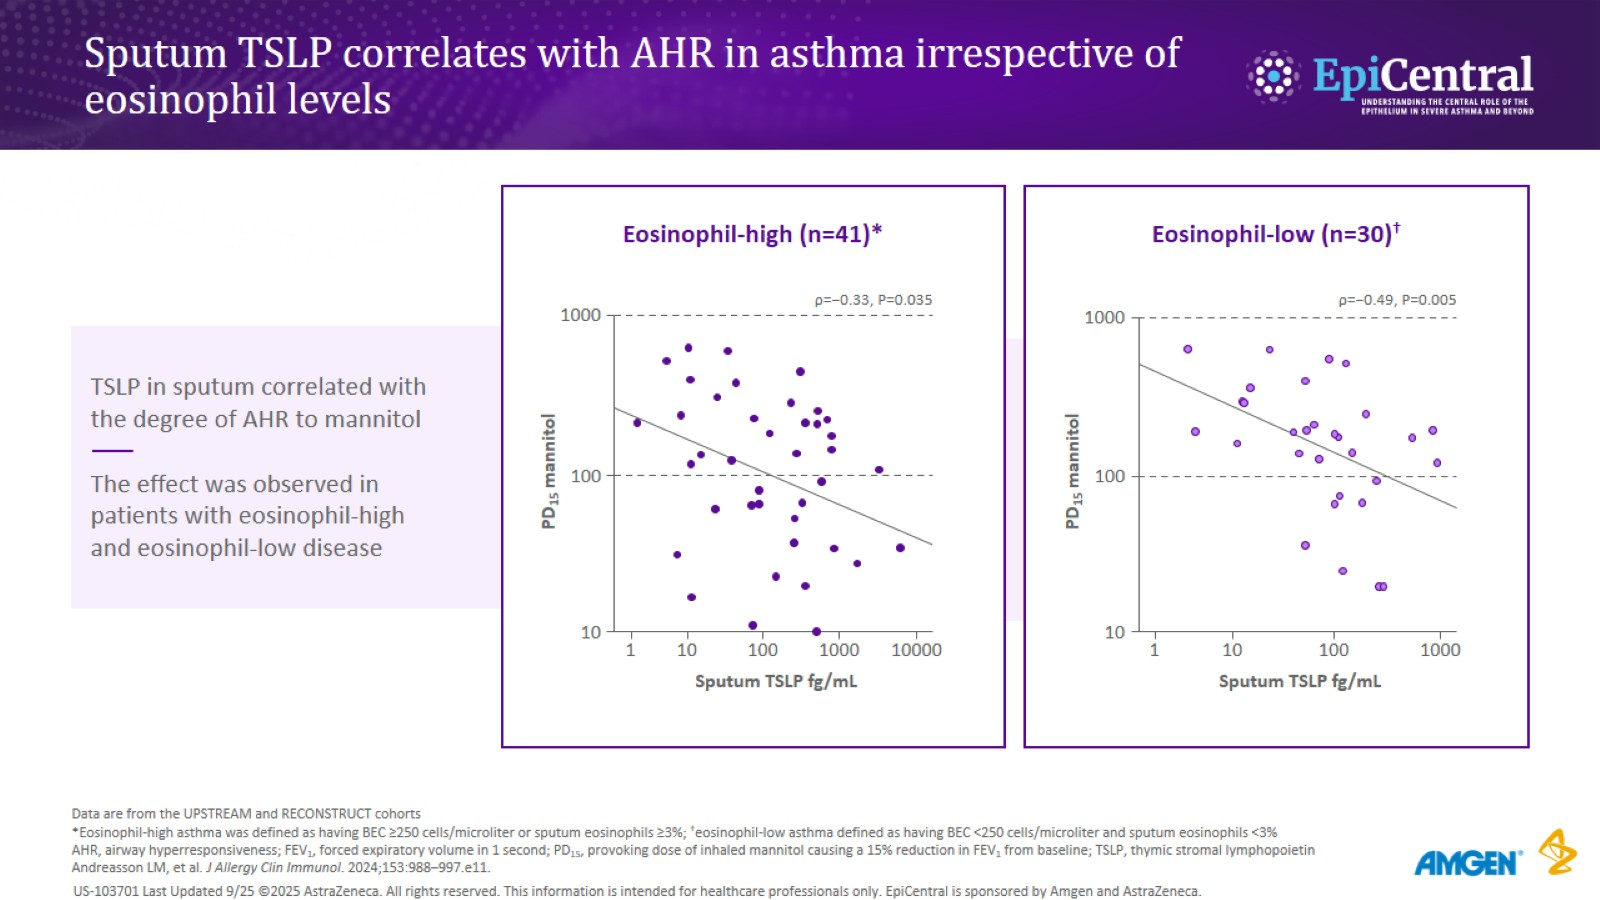 Sputum TSLP correlates with AHR in asthma irrespective of
eosinophil levels
EpiCentral
UNDERSTANDING THE CENTRAL ROLE OF THE
EPITHELIUM IN SEVERE ASTHMA AND BEYOND
TSLP in sputum correlated with
the degree of AHR to mannitol
The effect was observed in
patients with eosinophil-high
and eosinophil-low disease
Eosinophil-high (n=41)*
ρ=−0.33, P=0.035
1000
100
10
PD15 mannitol
1 10 100 1000 10000
Sputum TSLP fg/mL
Eosinophil-low (n=30)†
ρ=−0.49, P=0.005
1000
100
10
PD15 mannitol
1 10 100 1000
Sputum TSLP fg/mL
Data are from the UPSTREAM and RECONSTRUCT cohorts
*Eosinophil-high asthma was defined as having BEC ≥250 cells/microliter or sputum eosinophils ≥3%; †eosinophil-low asthma defined as having BEC <250 cells/microliter and sputum eosinophils <3%
AHR, airway hyperresponsiveness; FEV1, forced expiratory volume in 1 second; PD15, provoking dose of inhaled mannitol causing a 15% reduction in FEV1 from baseline; TSLP, thymic stromal lymphopoietin
Andreasson LM, et al. J Allergy Clin Immunol. 2024;153:988–997.e11.
US-103701 Last Updated 9/25 ©2025 AstraZeneca. All rights reserved. This information is intended for healthcare professionals only. EpiCentral is sponsored by Amgen and AstraZeneca.
AMGEN®